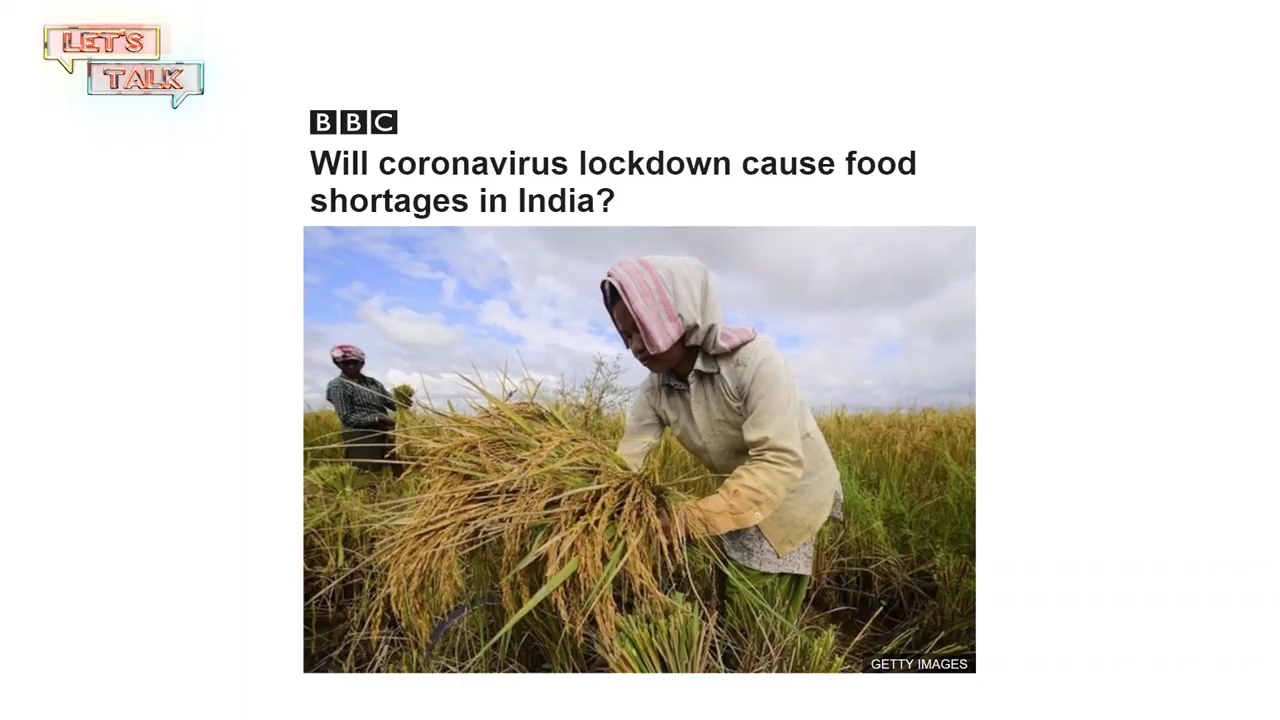 LET'S
TALK
BBC
Will coronavirus lockdown cause food
shortages in India?
GETTY IMAGES